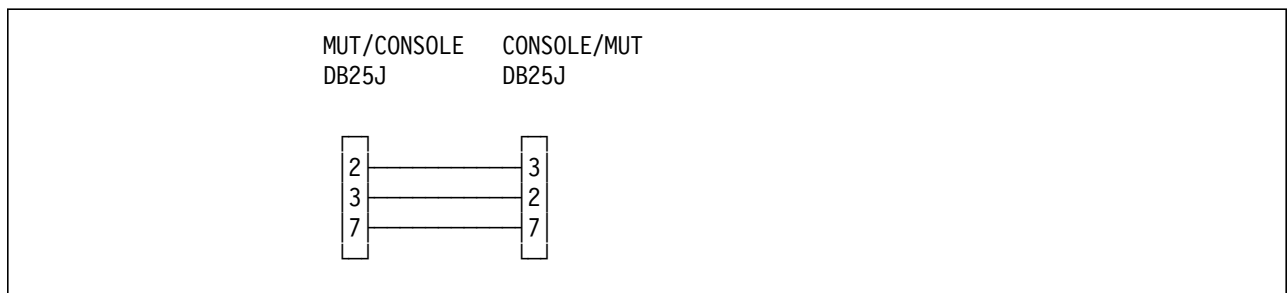 MUT/CONSOLE CONSOLE/MUT
DB25J DB25J
2 3
3 2
7 7